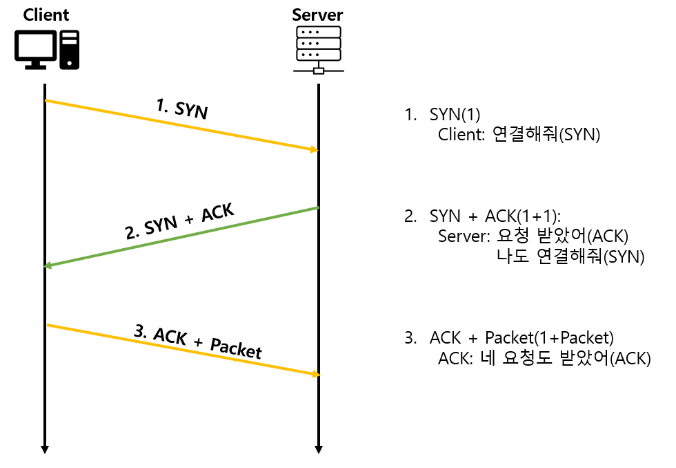 Client
Server
1. SYN
2. SYN + ACK
3. ACK + Packet
1. SYN(1)
Client: 연결해줘(SYN)
2. SYN + ACK(1+1):
Server: 요청 받았어(ACK)
나도 연결해줘(SYN)
3. ACK + Packet(1+Packet)
ACK: 네 요청도 받았어(ACK)